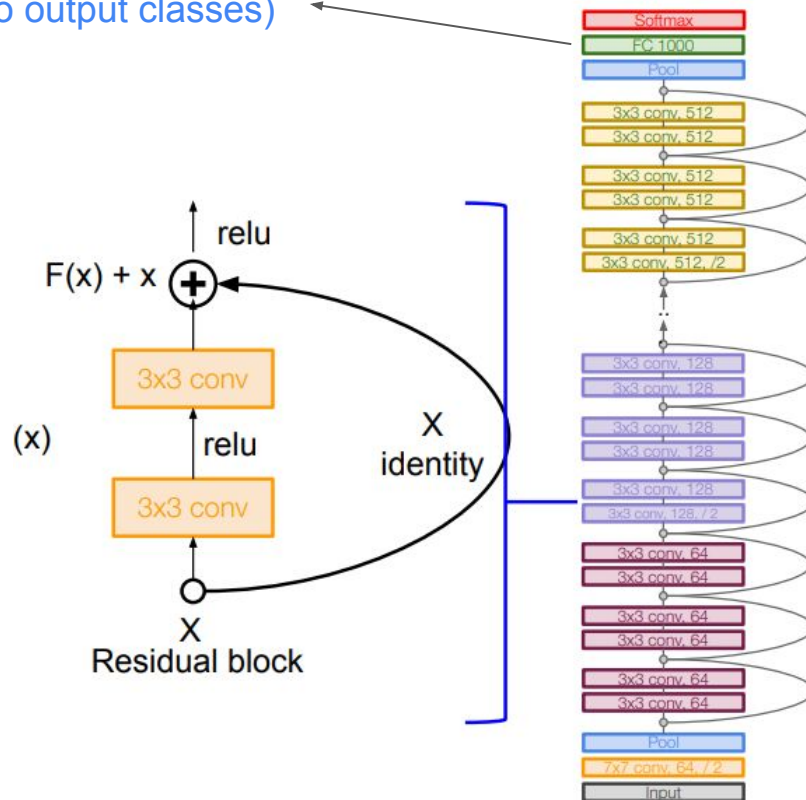 o output classes)
relu
F(x) + x
3x3 conv
(x)
relu
X
identity
3x3 conv
X
Residual block
Softmax
FC 1000
Pool
3x3 conv, 512
3x3 conv, 512
3x3 conv, 512
3x3 conv, 512
3x3 conv, 512
3x3 conv, 512, /2
..
3x3 conv, 128
3x3 conv, 128
3x3 conv, 128
3x3 conv, 128
3x3 conv, 128
3x3 conv, 128, / 2
3x3 conv, 64
3x3 conv, 64
3x3 conv, 64
3x3 conv, 64
3x3 conv, 64
3x3 conv, 64
Pool
7x7 conv, 64, / 2
Input